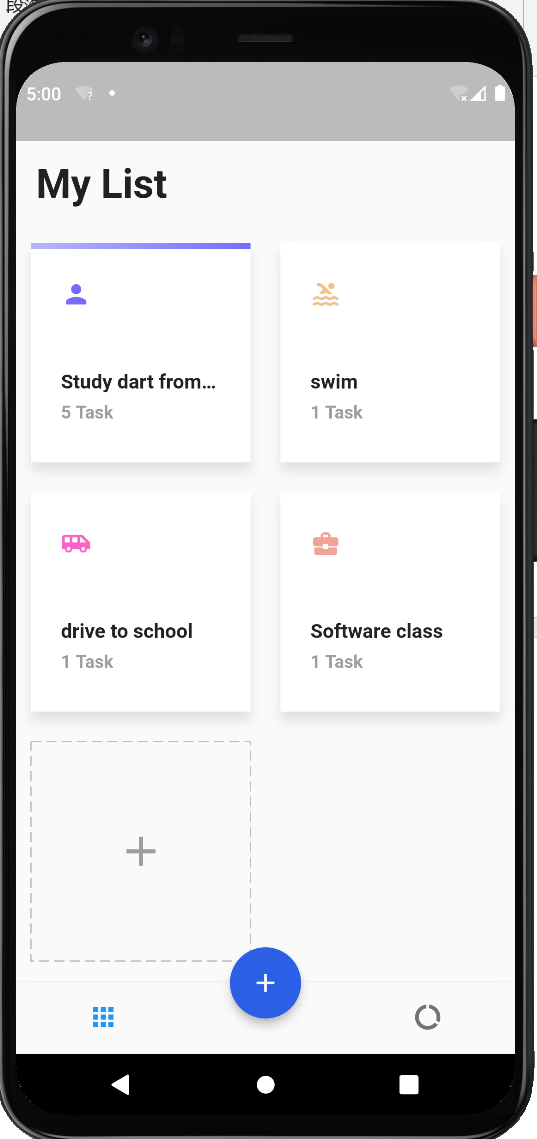 5:00
My List
Study dart from...
5 Task
swim
1 Task
drive to school
1 Task
Software class
1 Task